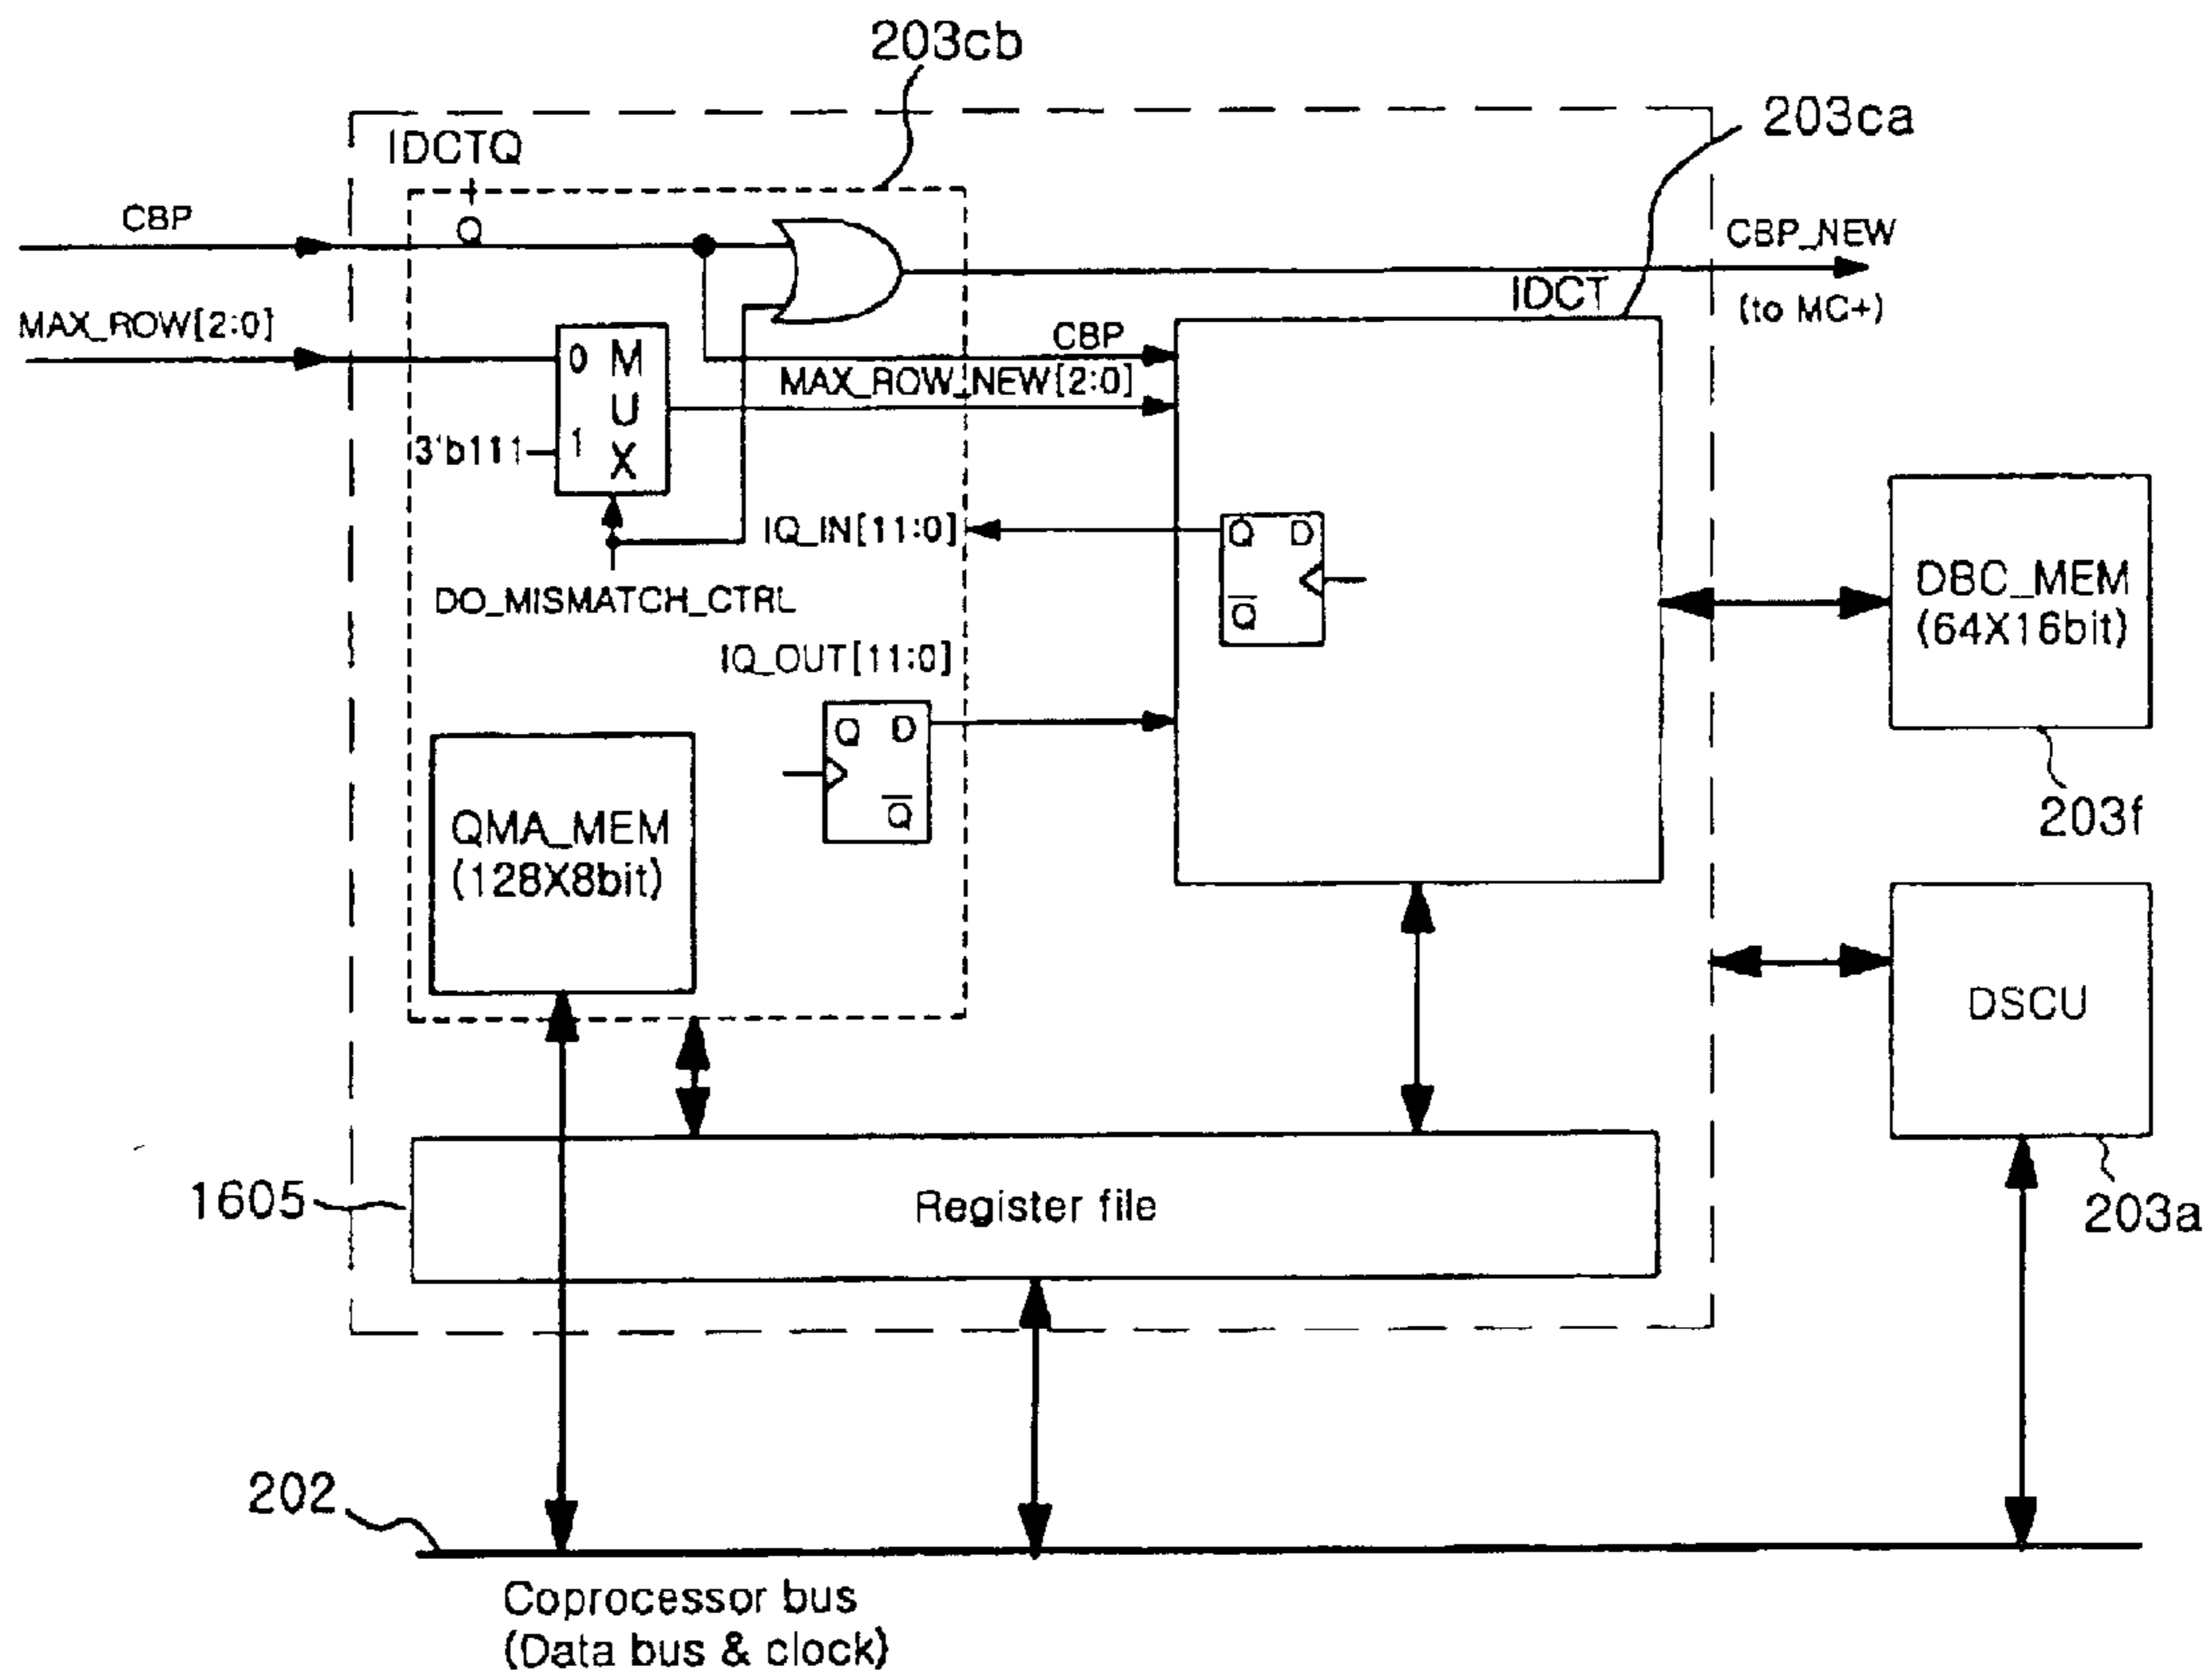 203cb
203ca
IDCTQ
Q
CBP
CBP_NEW
(to MC+)
IDCT
MAX_ROW[2:0]
0
MUX
1
3'b111
CBP
MAX_ROW_NEW[2:0]
IQ_IN[11:0]
Q D
Q̅
DO_MISMATCH_CTRL
DBC_MEM
(64X16bit)
203f
IQ_OUT[11:0]
Q D
Q̅
QMA_MEM
(128X8bit)
DSCU
203a
1605
Register file
202
Coprocessor bus
(Data bus & clock)